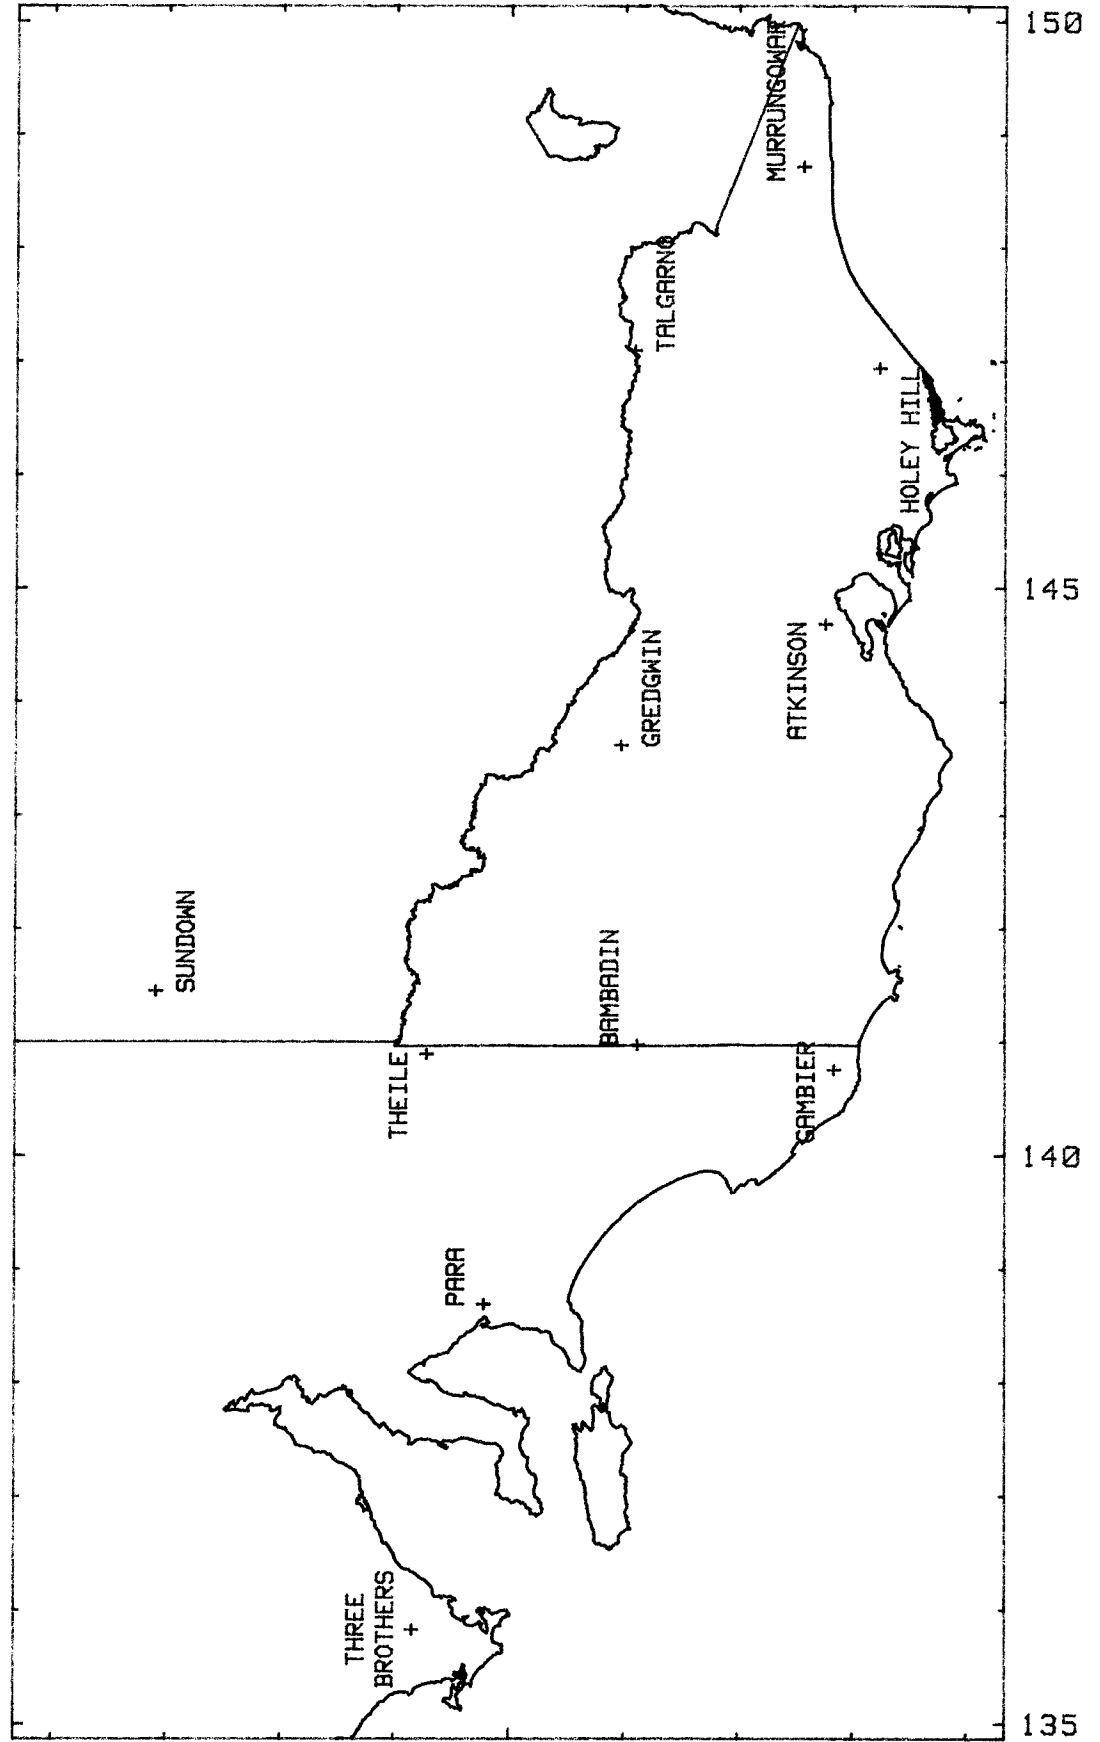 150
MURRUNGOWAR
TALGARNO
HOLEY HILL
145
ATKINSON
GREDGWIN
SUNDOWN
BAMBADIN
THEILE
GAMBIER
140
PARA
THREE
BROTHERS
135